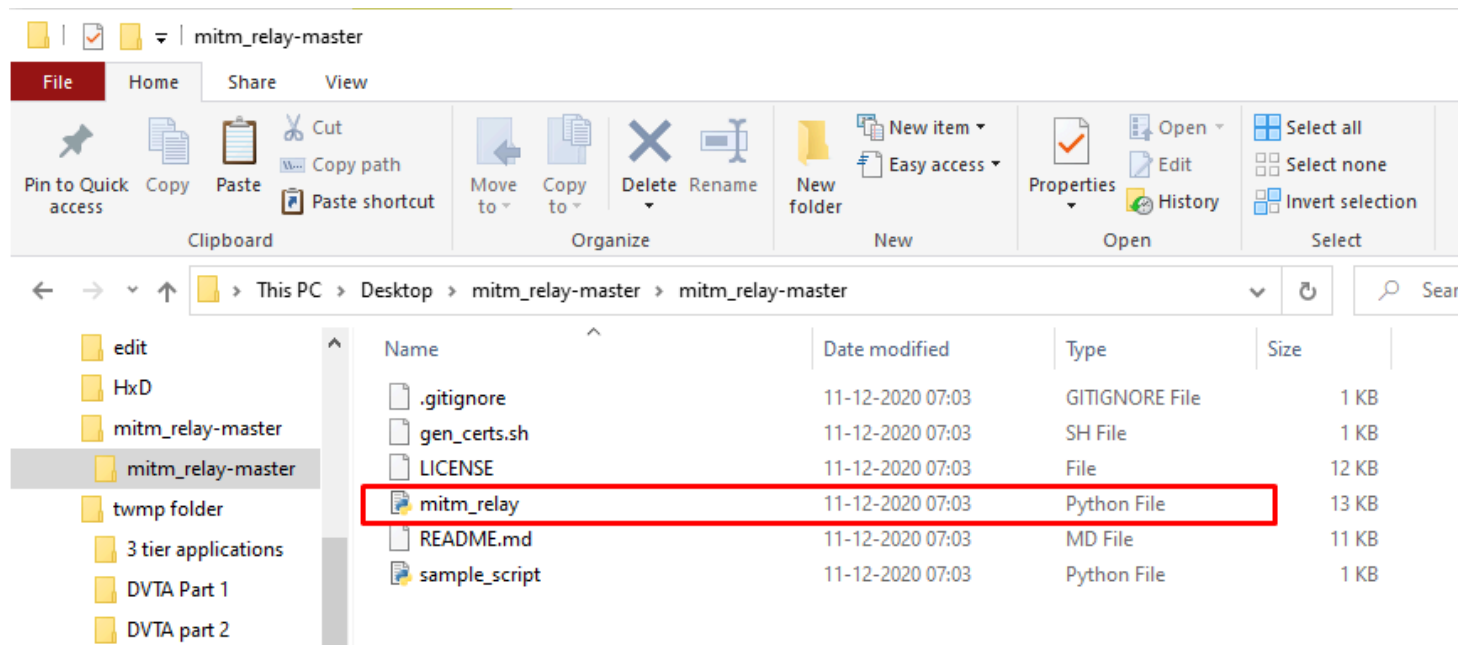 mitm_relay-master
File Home Share View
Pin to Quick access
Copy
Paste
Cut
Copy path
Paste shortcut
Clipboard
Move to
Copy to
Delete
Rename
Organize
New folder
New item
Easy access
New
Properties
Open
Edit
History
Open
Select all
Select none
Invert selection
Select
This PC > Desktop > mitm_relay-master > mitm_relay-master
edit
HxD
mitm_relay-master
mitm_relay-master
twmp folder
3 tier applications
DVTA Part 1
DVTA part 2
Name Date modified Type Size
.gitignore 11-12-2020 07:03 GITIGNORE File 1 KB
gen_certs.sh 11-12-2020 07:03 SH File 1 KB
LICENSE 11-12-2020 07:03 File 12 KB
mitm_relay 11-12-2020 07:03 Python File 13 KB
README.md 11-12-2020 07:03 MD File 11 KB
sample_script 11-12-2020 07:03 Python File 1 KB